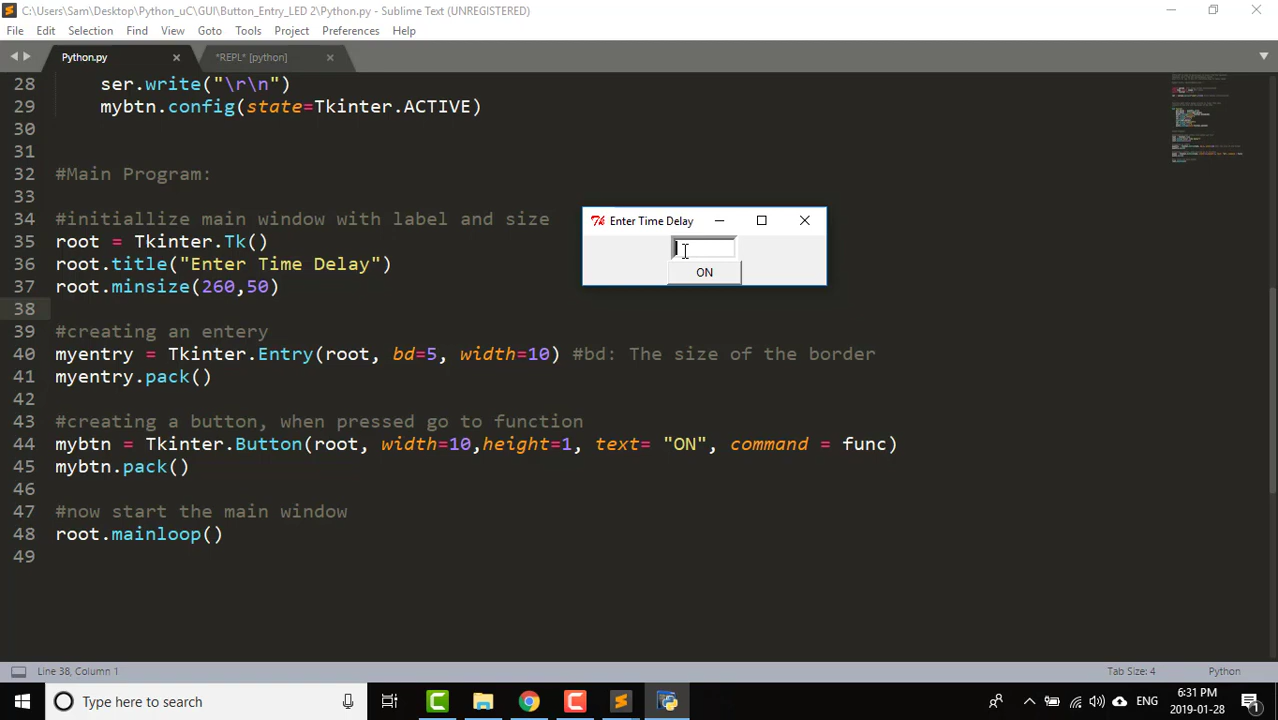 C:\Users\Sam\Desktop\Python_uC\GUI\Button_Entry_LED 2\Python.py - Sublime Text (UNREGISTERED)
File Edit Selection Find View Goto Tools Project Preferences Help
Python.py *REPL* [python]
28 ser.write("\r\n")
29 mybtn.config(state=Tkinter.ACTIVE)
30
31
32 #Main Program:
33
34 #initiallize main window with label and size
35 root = Tkinter.Tk()
36 root.title("Enter Time Delay")
37 root.minsize(260,50)
38
39 #creating an entery
40 myentry = Tkinter.Entry(root, bd=5, width=10) #bd: The size of the border
41 myentry.pack()
42
43 #creating a button, when pressed go to function
44 mybtn = Tkinter.Button(root, width=10,height=1, text= "ON", command = func)
45 mybtn.pack()
46
47 #now start the main window
48 root.mainloop()
49
Enter Time Delay
ON
Line 38, Column 1
Tab Size: 4
Python
Type here to search
ENG
6:31 PM
2019-01-28
1